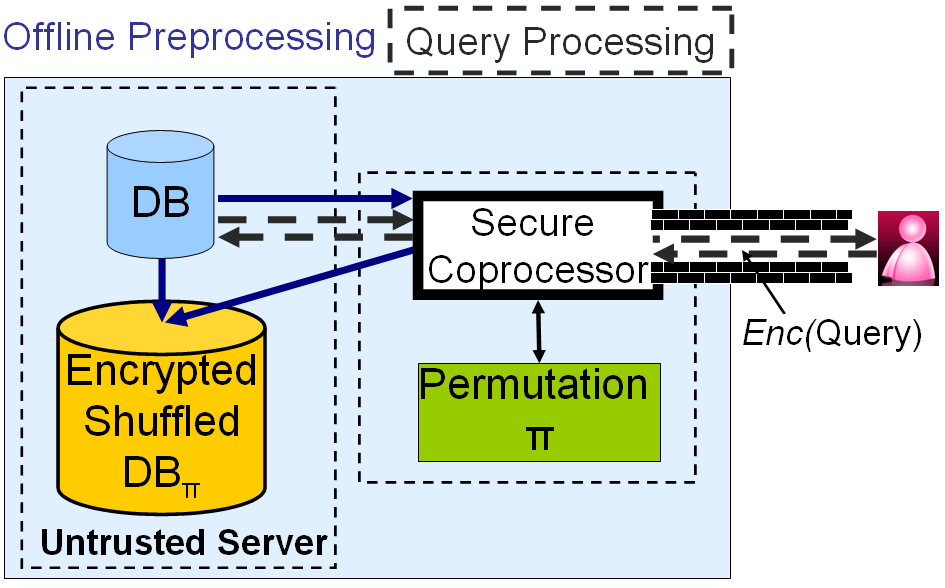 Offline Preprocessing
Query Processing
DB
Secure
Coprocessor
Enc(Query)
Permutation
π
Encrypted
Shuffled
DBπ
Untrusted Server